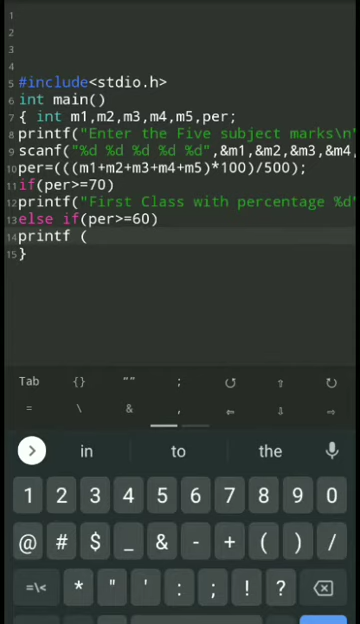 1
2
3
4
5 #include<stdio.h>
6 int main()
7 { int m1,m2,m3,m4,m5,per;
8 printf("Enter the Five subject marks\n"
9 scanf("%d %d %d %d %d",&m1,&m2,&m3,&m4,
10 per=(((m1+m2+m3+m4+m5)*100)/500);
11 if(per>=70)
12 printf("First Class with percentage %d"
13 else if(per>=60)
14 printf (
15 }
Tab {} “” ; ↺ ⇧ ↻
= \ & , ⇦ ⇩ ⇨
> in to the
1 2 3 4 5 6 7 8 9 0
@ # $ _ & - + ( ) /
=\< * " ' : ; ! ?